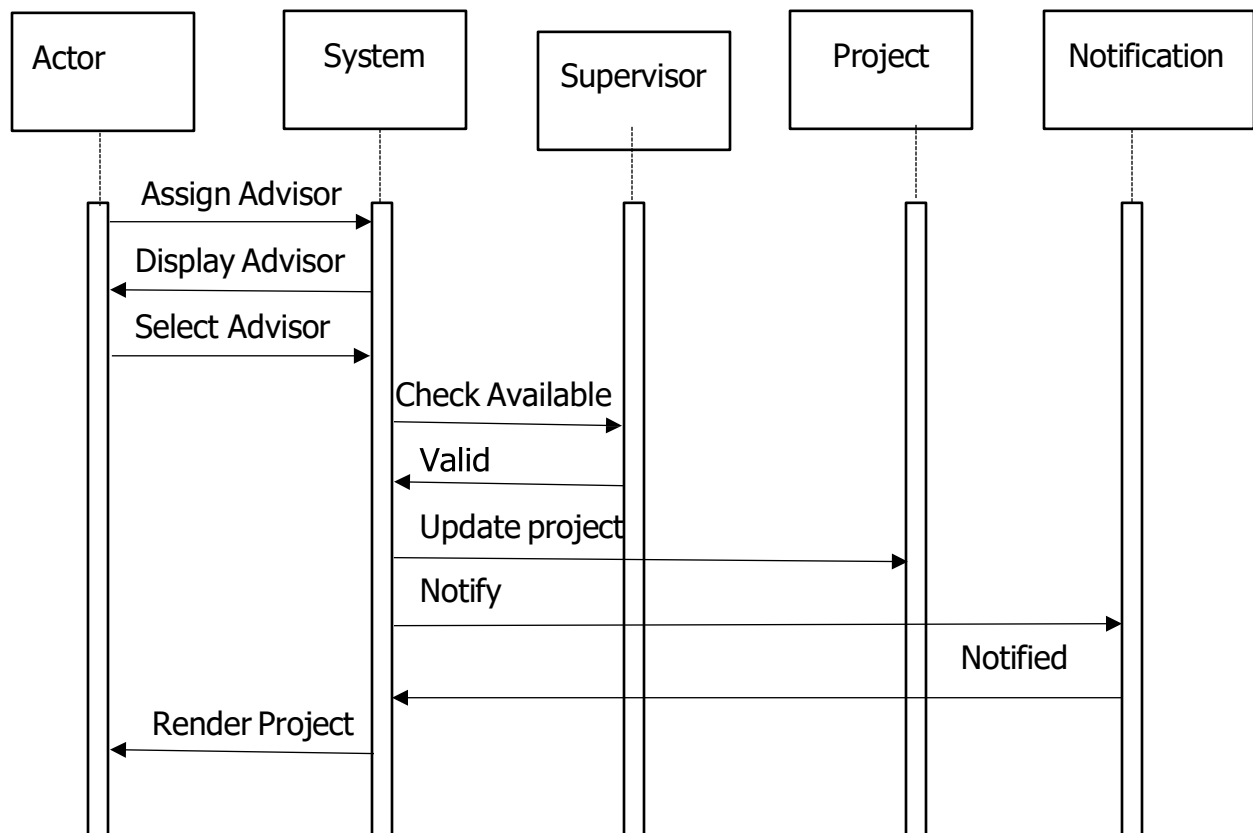 Actor
System
Supervisor
Project
Notification
Assign Advisor
Display Advisor
Select Advisor
Check Available
Valid
Update project
Notify
Notified
Render Project